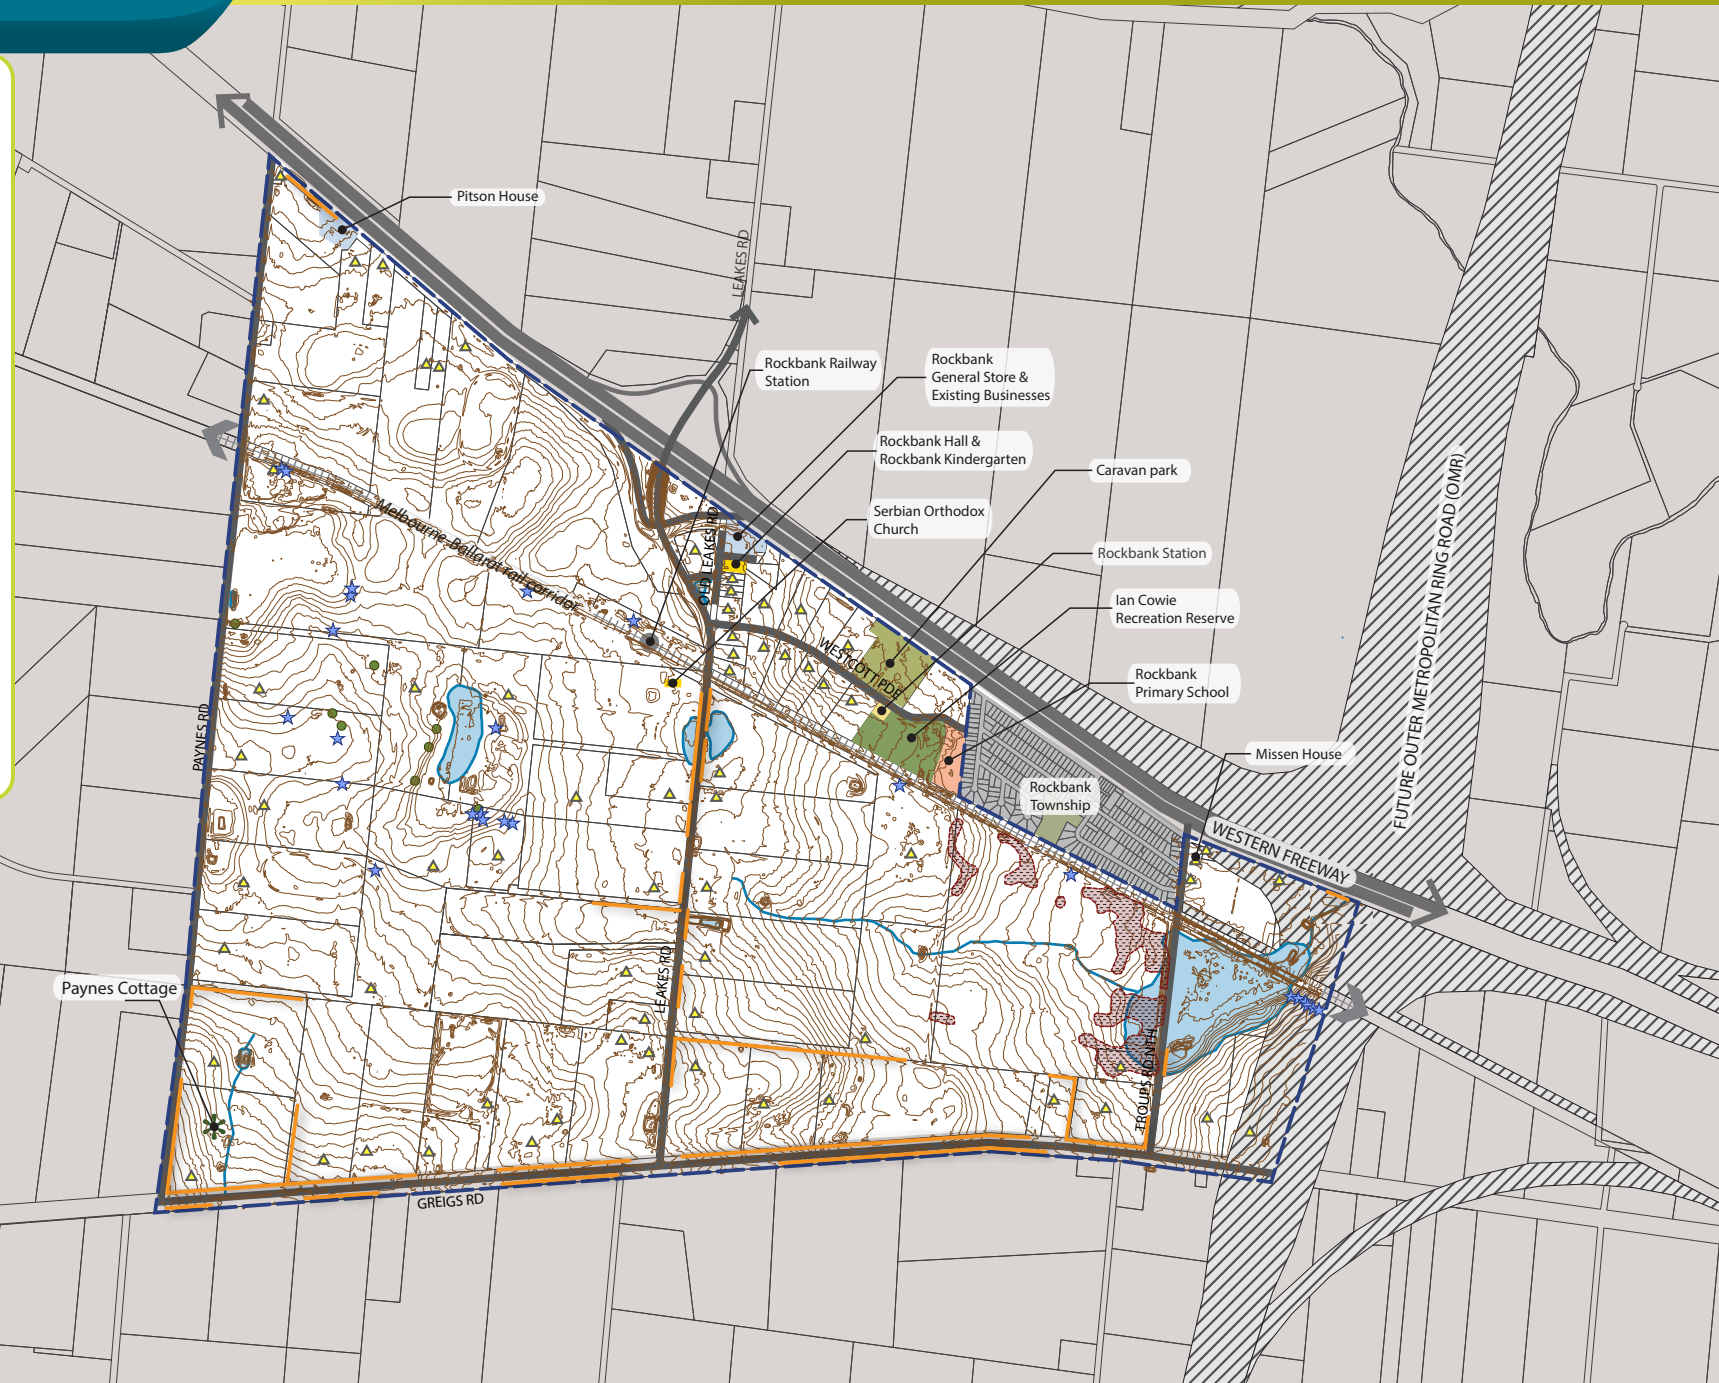 Pitson House
LEAKES RD
Rockbank Railway
Station
Rockbank
General Store &
Existing Businesses
Rockbank Hall &
Rockbank Kindergarten
Caravan park
Serbian Orthodox
Church
Rockbank Station
Ian Cowie
Recreation Reserve
Rockbank
Primary School
Missen House
Rockbank
Township
Melbourne-Ballarat rail corridor
OLD LEAKES RD
WESTCOTT PDE
PAYNES RD
WESTERN FREEWAY
FUTURE OUTER METROPOLITAN RING ROAD (OMR)
LEAKES RD
Paynes Cottage
TROUPS RD NTH
GREIGS RD